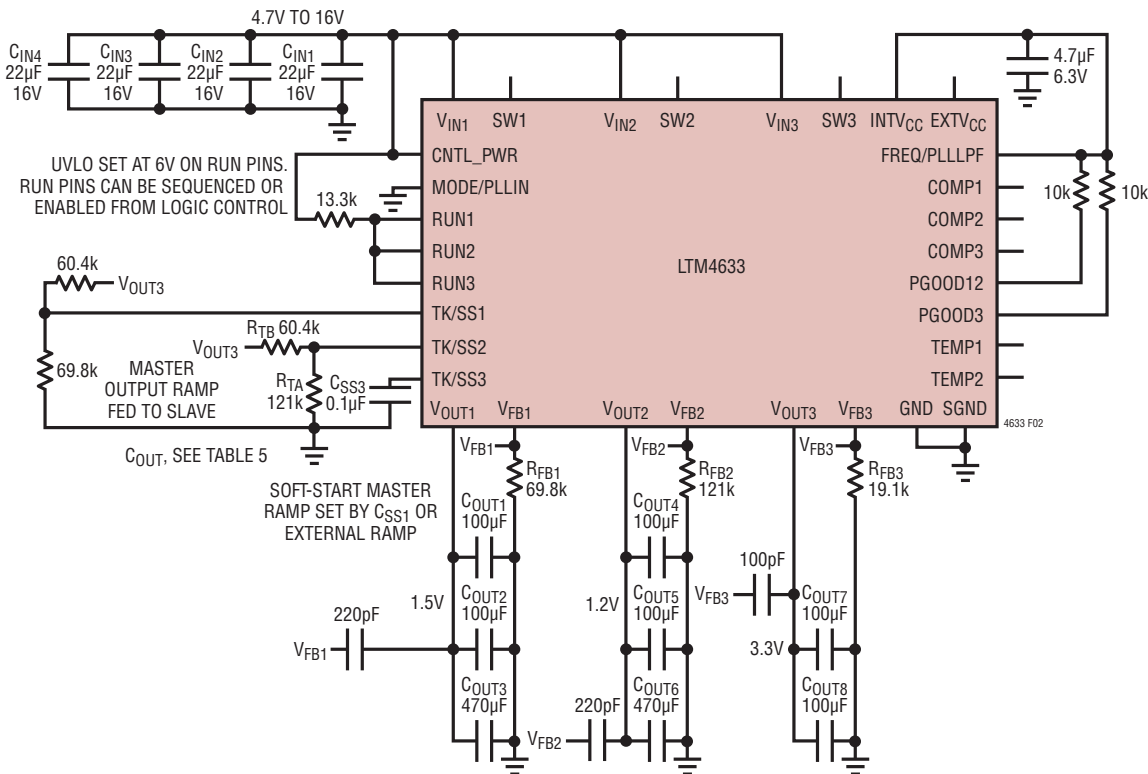 4.7V TO 16V
CIN4
22µF
16V
CIN3
22µF
16V
CIN2
22µF
16V
CIN1
22µF
16V
4.7µF
6.3V
VIN1
SW1
VIN2
SW2
VIN3
SW3
INTVCC
EXTVCC
UVLO SET AT 6V ON RUN PINS.
RUN PINS CAN BE SEQUENCED OR
ENABLED FROM LOGIC CONTROL
13.3k
CNTL_PWR
MODE/PLLIN
RUN1
RUN2
RUN3
TK/SS1
TK/SS2
TK/SS3
LTM4633
FREQ/PLLLPF
COMP1
COMP2
COMP3
PGOOD12
PGOOD3
TEMP1
TEMP2
10k
10k
60.4k
VOUT3
69.8k
RTB 60.4k
VOUT3
MASTER
OUTPUT RAMP
FED TO SLAVE
RTA
121k
CSS3
0.1µF
VOUT1
VFB1
VOUT2
VFB2
VOUT3
VFB3
GND
SGND
4633 F02
COUT, SEE TABLE 5
SOFT-START MASTER
RAMP SET BY CSS1 OR
EXTERNAL RAMP
VFB1
RFB1
69.8k
COUT1
100µF
COUT2
100µF
COUT3
470µF
1.5V
220pF
VFB1
VFB2
RFB2
121k
COUT4
100µF
COUT5
100µF
COUT6
470µF
1.2V
220pF
VFB2
VFB3
RFB3
19.1k
100pF
VFB3
COUT7
100µF
3.3V
COUT8
100µF